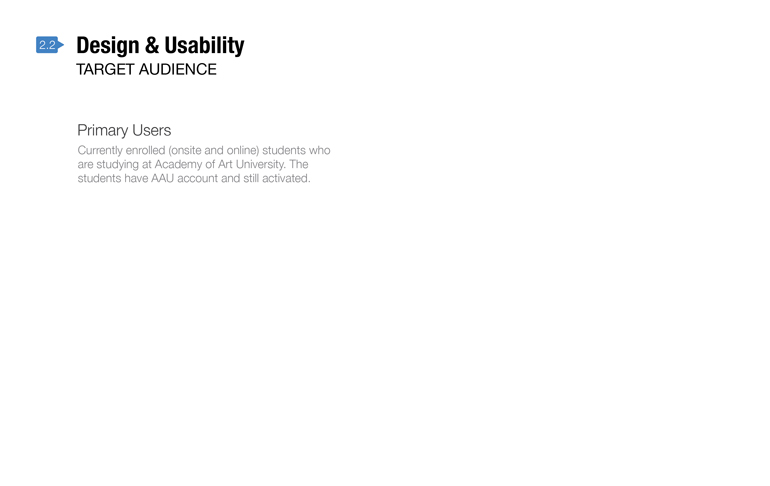 2.2
Design & Usability
TARGET AUDIENCE
Primary Users
Currently enrolled (onsite and online) students who
are studying at Academy of Art University. The
students have AAU account and still activated.